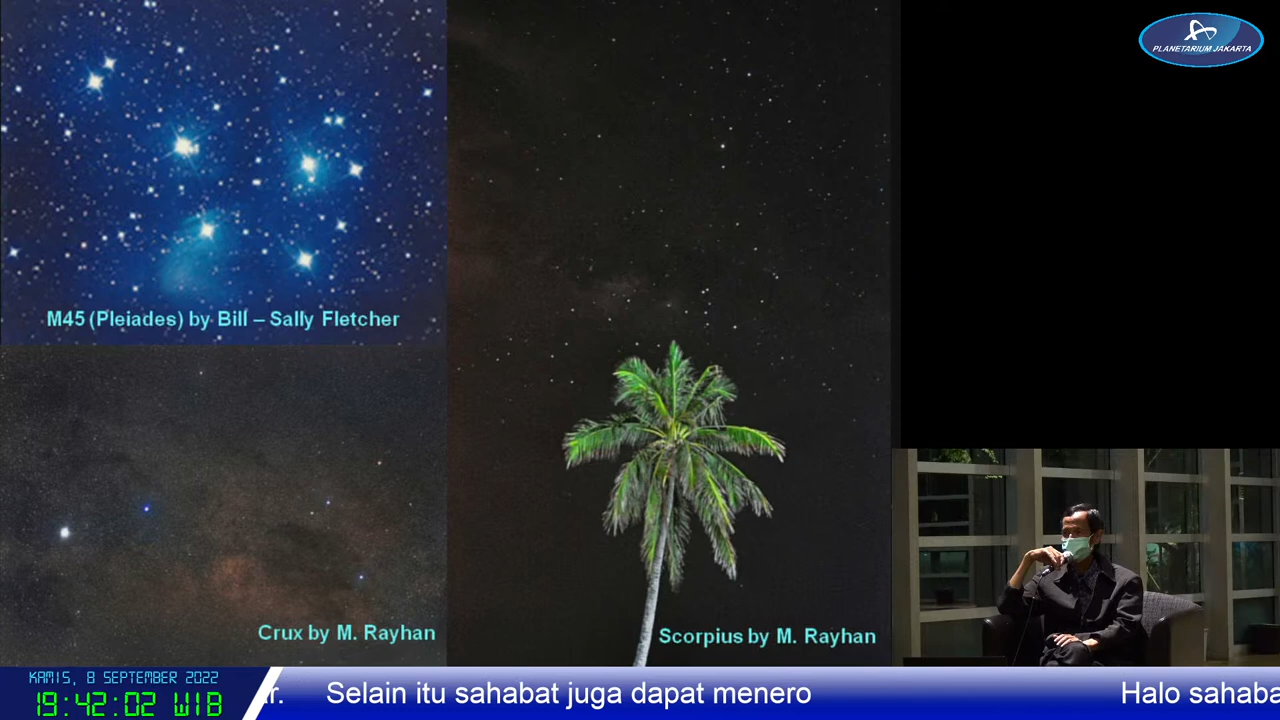 PLANETARIUM JAKARTA
M45 (Pleiades) by Bill – Sally Fletcher
Crux by M. Rayhan
Scorpius by M. Rayhan
KAMIS, 8 SEPTEMBER 2022
19:42:02 WIB
r. Selain itu sahabat juga dapat menero Halo sahaba